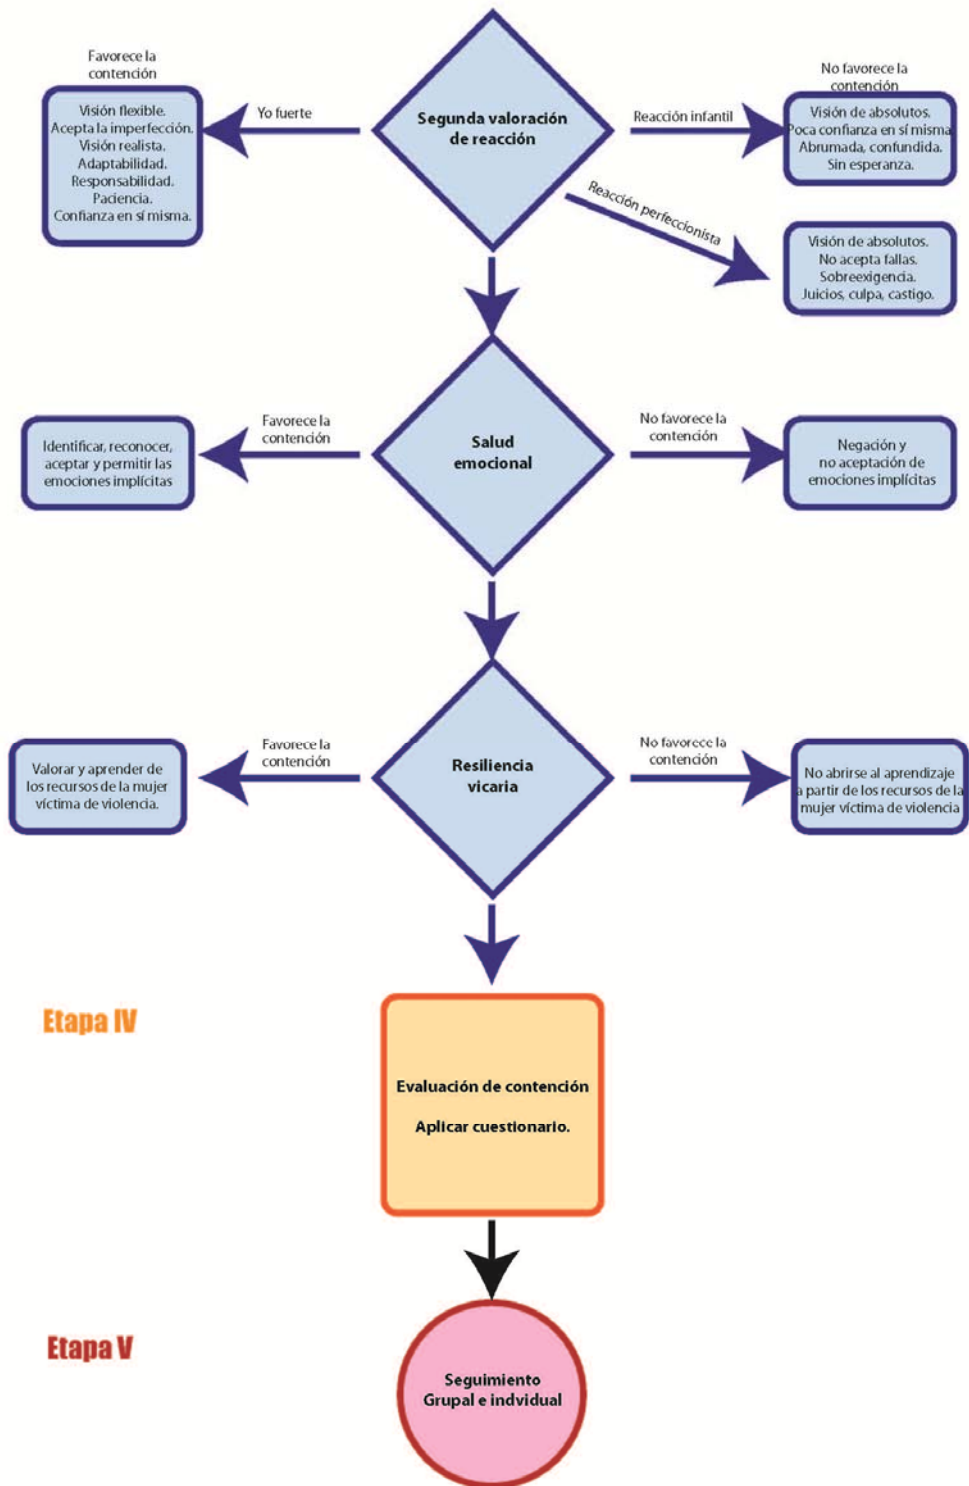 Favorece la
contención
No favorece la
contención
Visión flexible.
Acepta la imperfección.
Visión realista.
Adaptabilidad.
Responsabilidad.
Paciencia.
Confianza en sí misma.
Yo fuerte
Segunda valoración
de reacción
Reacción infantil
Visión de absolutos.
Poca confianza en sí misma
Abrumada, confundida.
Sin esperanza.
Reacción perfeccionista
Visión de absolutos.
No acepta fallas.
Sobreexigencia.
Juicios, culpa, castigo.
Identificar, reconocer,
aceptar y permitir las
emociones implícitas
Favorece la
contención
Salud
emocional
No favorece la
contención
Negación y
no aceptación de
emociones implícitas
Valorar y aprender de
los recursos de la mujer
víctima de violencia.
Favorece la
contención
Resiliencia
vicaria
No favorece la
contención
No abrirse al aprendizaje
a partir de los recursos de la
mujer víctima de violencia
Etapa IV
Evaluación de contención
Aplicar cuestionario.
Etapa V
Seguimiento
Grupal e indvidual